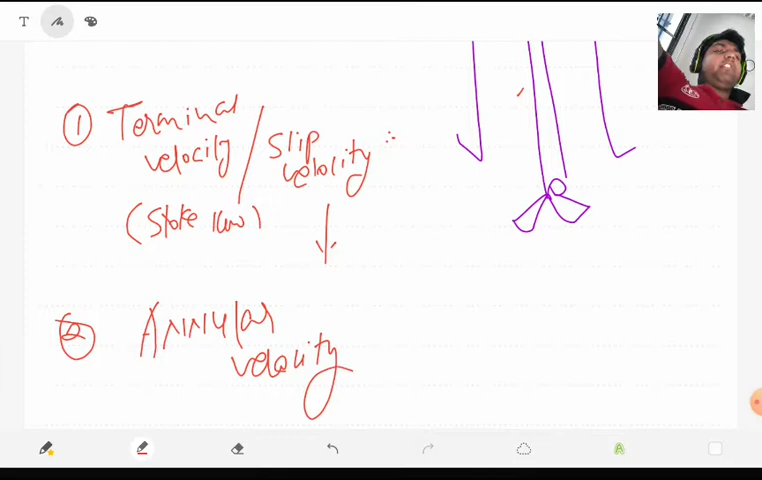 T
① Terminal
velocity / Slip
velocity :-
(Stoke law)
② Annular
velocity
A